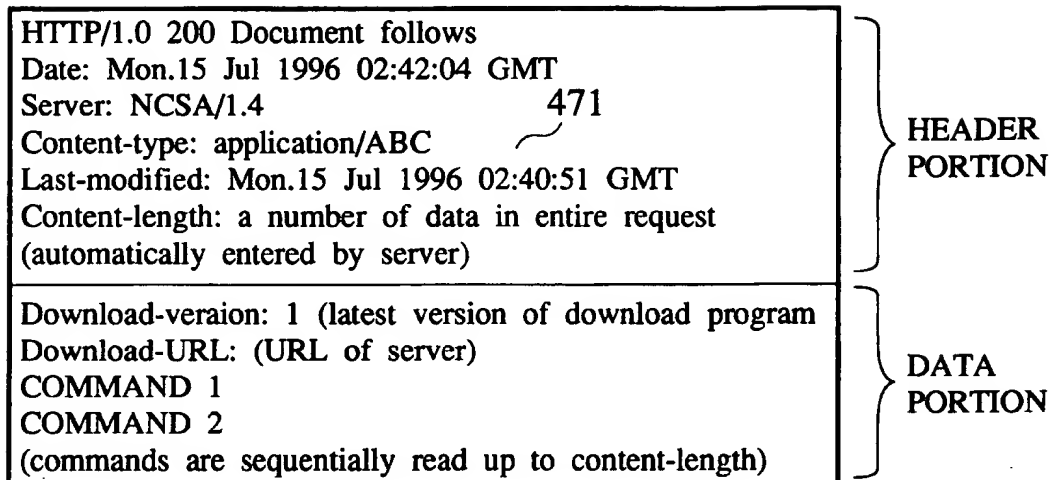 HTTP/1.0 200 Document follows
Date: Mon.15 Jul 1996 02:42:04 GMT
Server: NCSA/1.4
471
Content-type: application/ABC
Last-modified: Mon.15 Jul 1996 02:40:51 GMT
Content-length: a number of data in entire request
(automatically entered by server)
HEADER
PORTION
Download-veraion: 1 (latest version of download program
Download-URL: (URL of server)
COMMAND 1
COMMAND 2
(commands are sequentially read up to content-length)
DATA
PORTION